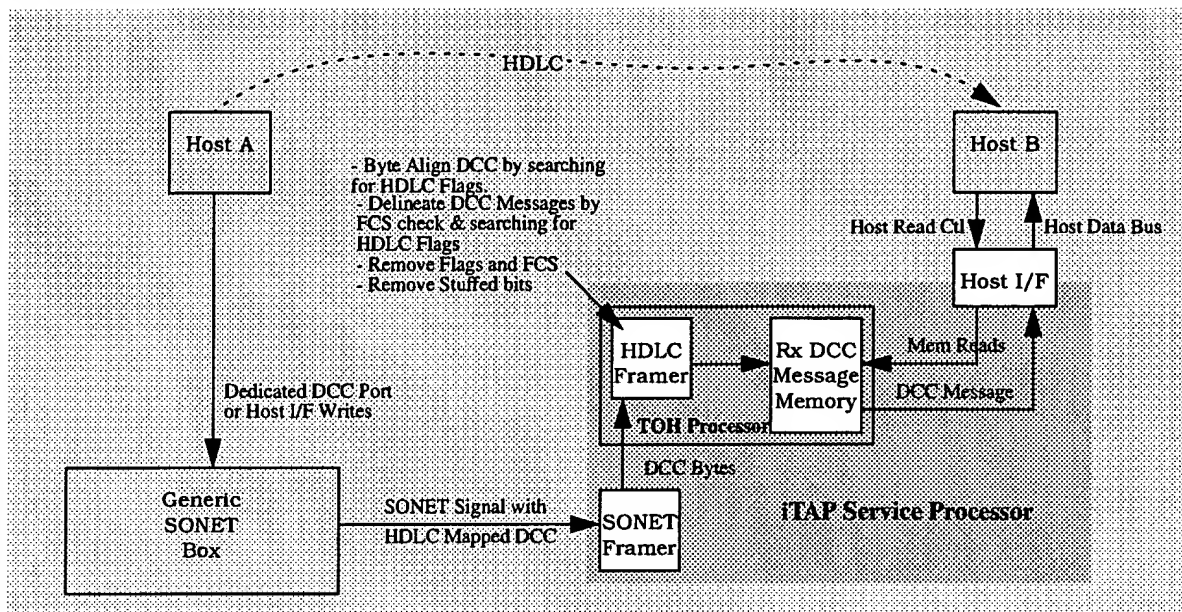 HDLC
Host A
Host B
- Byte Align DCC by searching
for HDLC Flags.
- Delineate DCC Messages by
FCS check & searching for
HDLC Flags
- Remove Flags and FCS
- Remove Stuffed bits
Host Read Ctl
Host Data Bus
Host I/F
HDLC
Framer
Rx DCC
Message
Memory
Mem Reads
DCC Message
TOH Processor
Dedicated DCC Port
or Host I/F Writes
DCC Bytes
Generic
SONET
Box
SONET Signal with
HDLC Mapped DCC
SONET
Framer
iTAP Service Processor